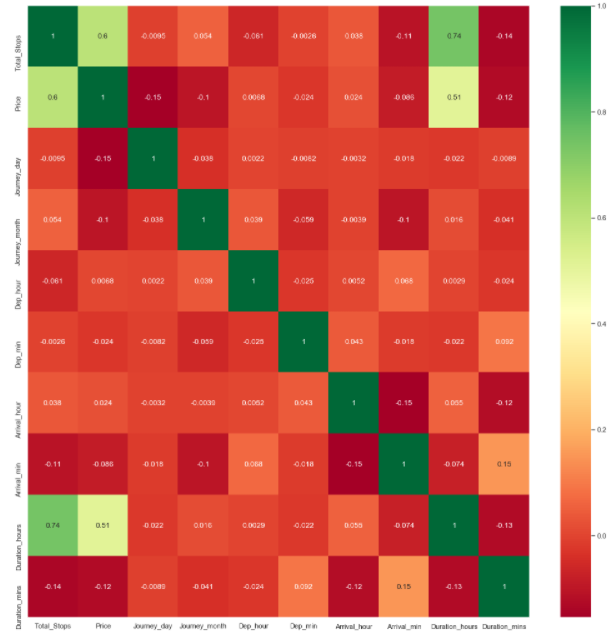 Total_Stops 1 0.6 -0.0095 0.054 -0.061 -0.0026 0.038 -0.11 0.74 -0.14
Price 0.6 1 -0.15 -0.1 0.0068 -0.024 0.024 -0.086 0.51 -0.12
Journey_day -0.0095 -0.15 1 -0.038 0.0022 -0.0082 -0.0032 -0.018 -0.022 -0.0089
Journey_month 0.054 -0.1 -0.038 1 0.039 -0.059 -0.0039 -0.1 0.016 -0.041
Dep_hour -0.061 0.0068 0.0022 0.039 1 -0.025 0.0052 0.068 0.0029 -0.024
Dep_min -0.0026 -0.024 -0.0082 -0.059 -0.025 1 0.043 -0.018 -0.022 0.092
Arrival_hour 0.038 0.024 -0.0032 -0.0039 0.0052 0.043 1 -0.15 0.055 -0.12
Arrival_min -0.11 -0.086 -0.018 -0.1 0.068 -0.018 -0.15 1 -0.074 0.15
Duration_hours 0.74 0.51 -0.022 0.016 0.0029 -0.022 0.055 -0.074 1 -0.13
Duration_mins -0.14 -0.12 -0.0089 -0.041 -0.024 0.092 -0.12 0.15 -0.13 1
Total_Stops Price Journey_day Journey_month Dep_hour Dep_min Arrival_hour Arrival_min Duration_hours Duration_mins
1.0
0.8
0.6
0.4
0.2
0.0